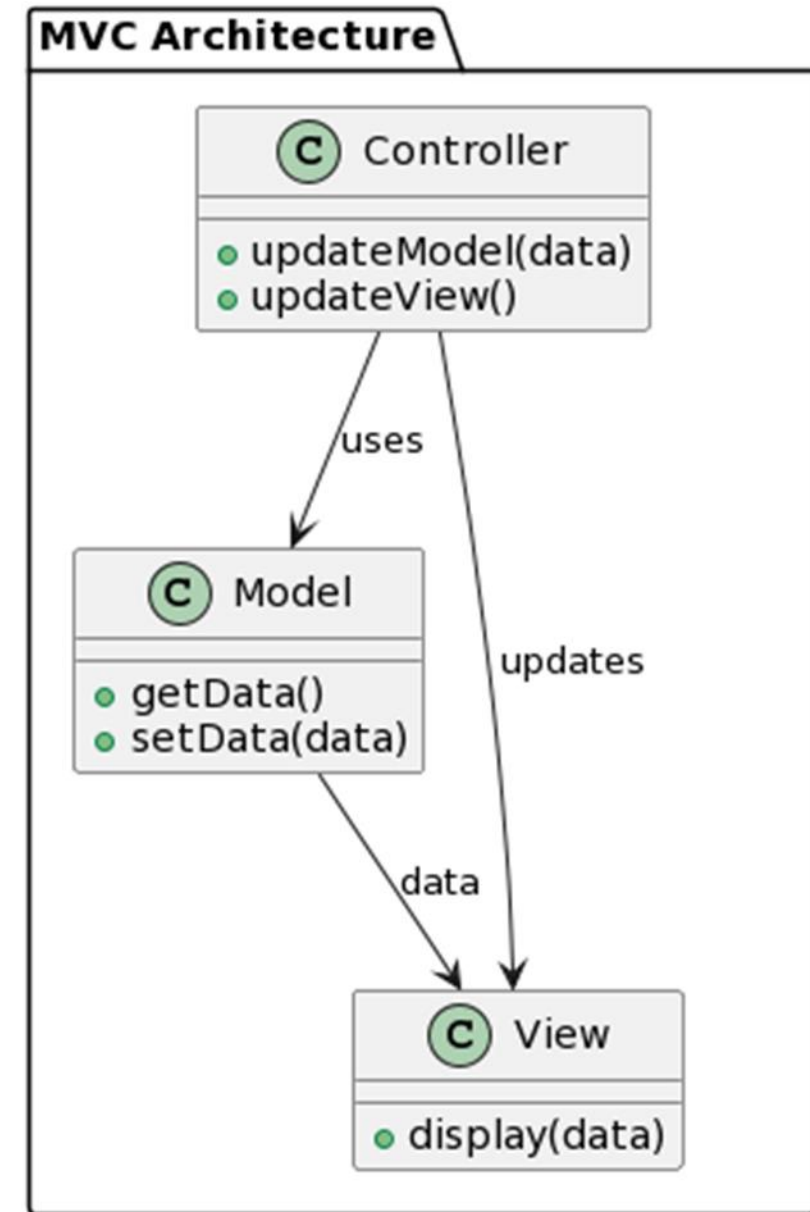 MVC Architecture
C Controller
updateModel(data)
updateView()
uses
C Model
updates
getData()
setData(data)
data
C View
display(data)